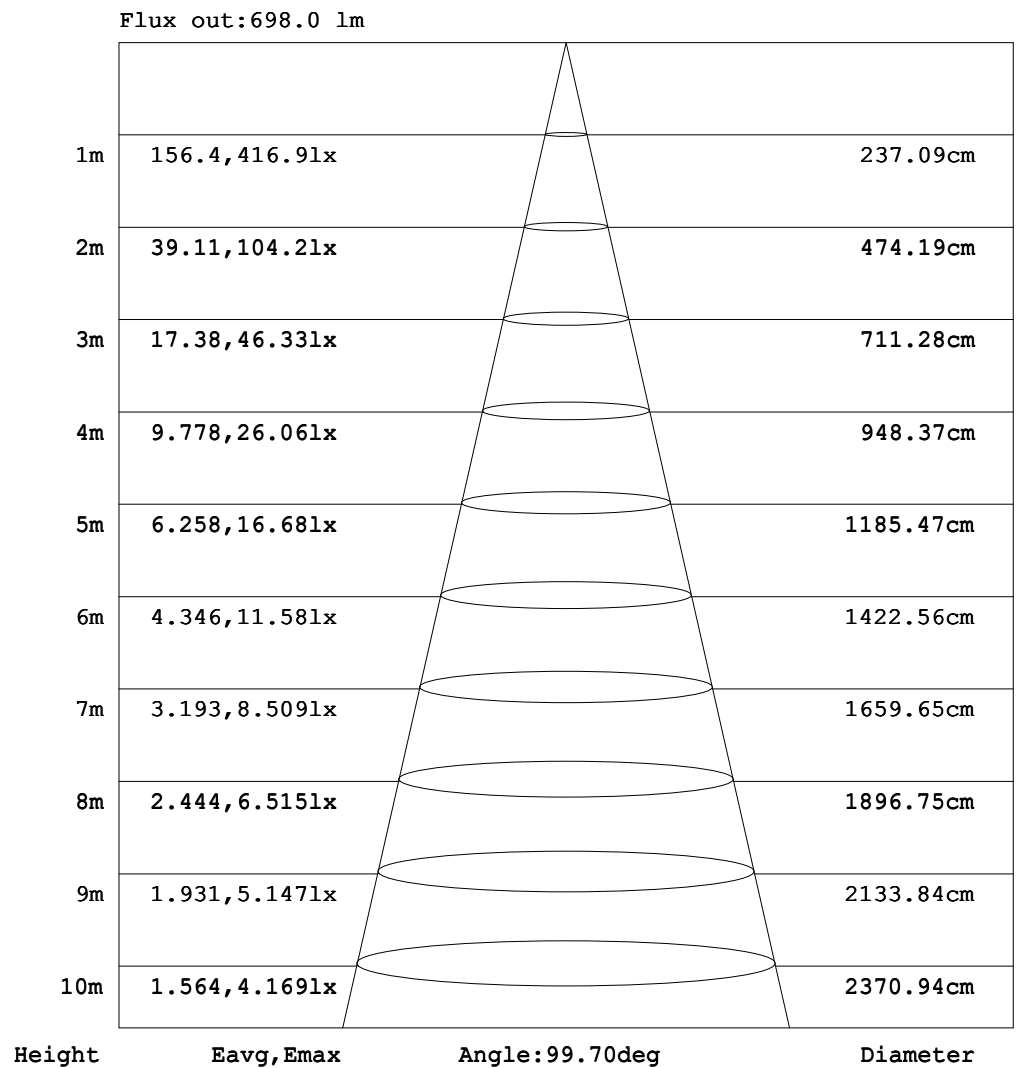 Flux out:698.0 lm
1m 156.4,416.9lx 237.09cm
2m 39.11,104.2lx 474.19cm
3m 17.38,46.33lx 711.28cm
4m 9.778,26.06lx 948.37cm
5m 6.258,16.68lx 1185.47cm
6m 4.346,11.58lx 1422.56cm
7m 3.193,8.509lx 1659.65cm
8m 2.444,6.515lx 1896.75cm
9m 1.931,5.147lx 2133.84cm
10m 1.564,4.169lx 2370.94cm
Height Eavg,Emax Angle:99.70deg Diameter